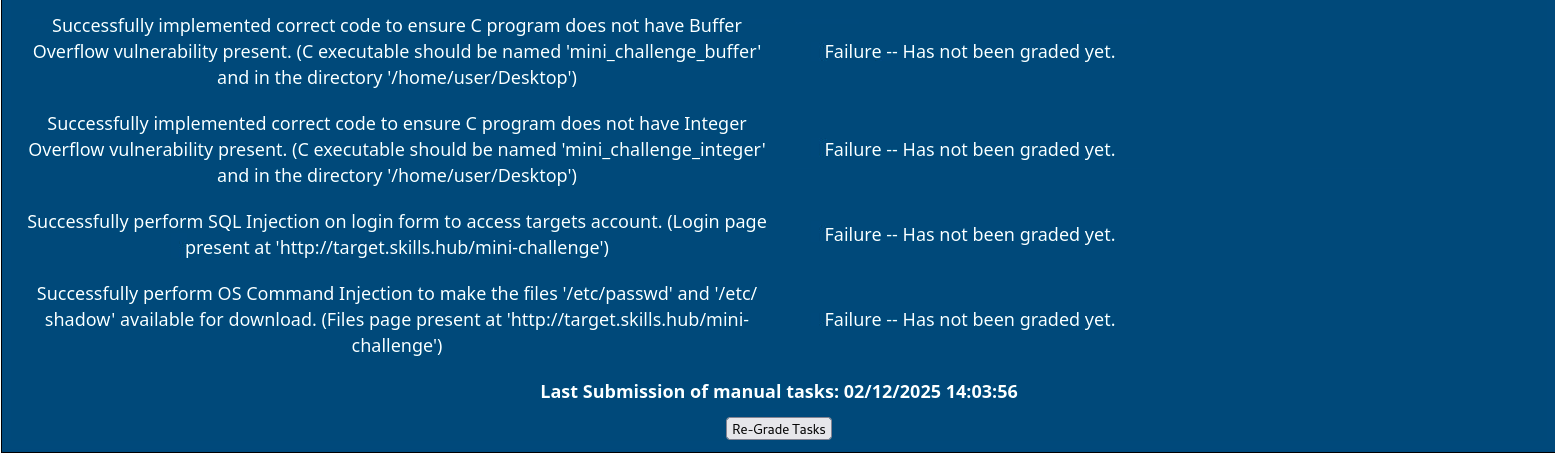 Successfully implemented correct code to ensure C program does not have Buffer
Overflow vulnerability present. (C executable should be named 'mini_challenge_buffer'
and in the directory '/home/user/Desktop')
Failure -- Has not been graded yet.
Successfully implemented correct code to ensure C program does not have Integer
Overflow vulnerability present. (C executable should be named 'mini_challenge_integer'
and in the directory '/home/user/Desktop')
Failure -- Has not been graded yet.
Successfully perform SQL Injection on login form to access targets account. (Login page
present at 'http://target.skills.hub/mini-challenge')
Failure -- Has not been graded yet.
Successfully perform OS Command Injection to make the files '/etc/passwd' and '/etc/
shadow' available for download. (Files page present at 'http://target.skills.hub/mini-
challenge')
Failure -- Has not been graded yet.
Last Submission of manual tasks: 02/12/2025 14:03:56
Re-Grade Tasks